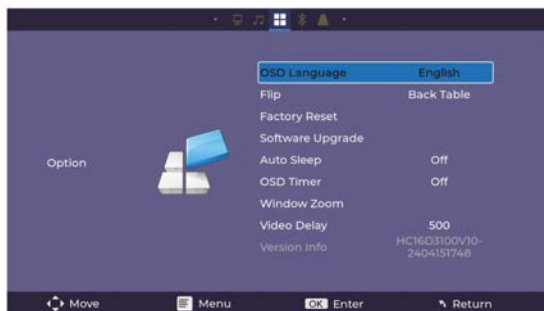 OSD Language English
Flip Back Table
Factory Reset
Software Upgrade
Option
Auto Sleep Off
OSD Timer Off
Window Zoom
Video Delay 500
Version Info HC16D3100V10-
2404151748
Move Menu OK Enter Return